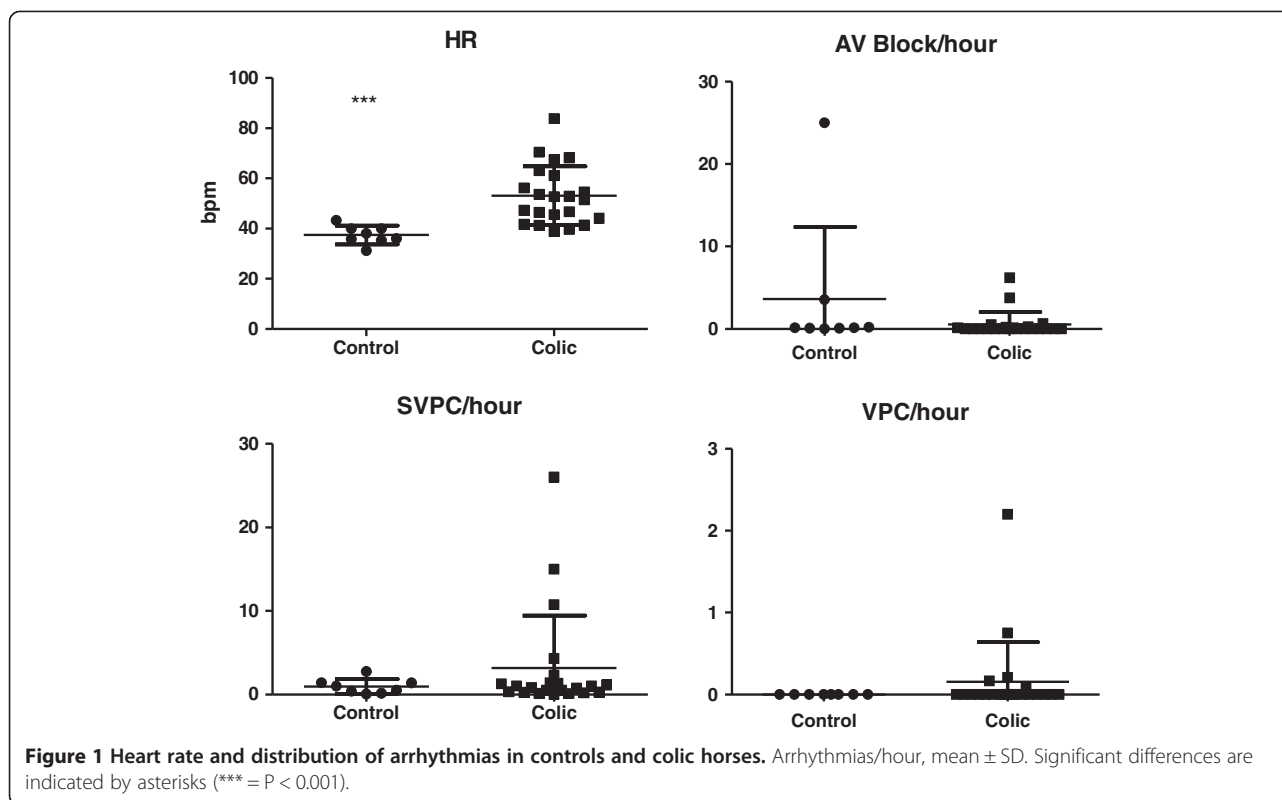 HR
100
80
60
40
20
0
bpm
***
Control Colic
AV Block/hour
30
20
10
0
Control Colic
SVPC/hour
30
20
10
0
Control Colic
VPC/hour
3
2
1
0
Control Colic
Figure 1 Heart rate and distribution of arrhythmias in controls and colic horses. Arrhythmias/hour, mean ± SD. Significant differences are
indicated by asterisks (*** = P < 0.001).